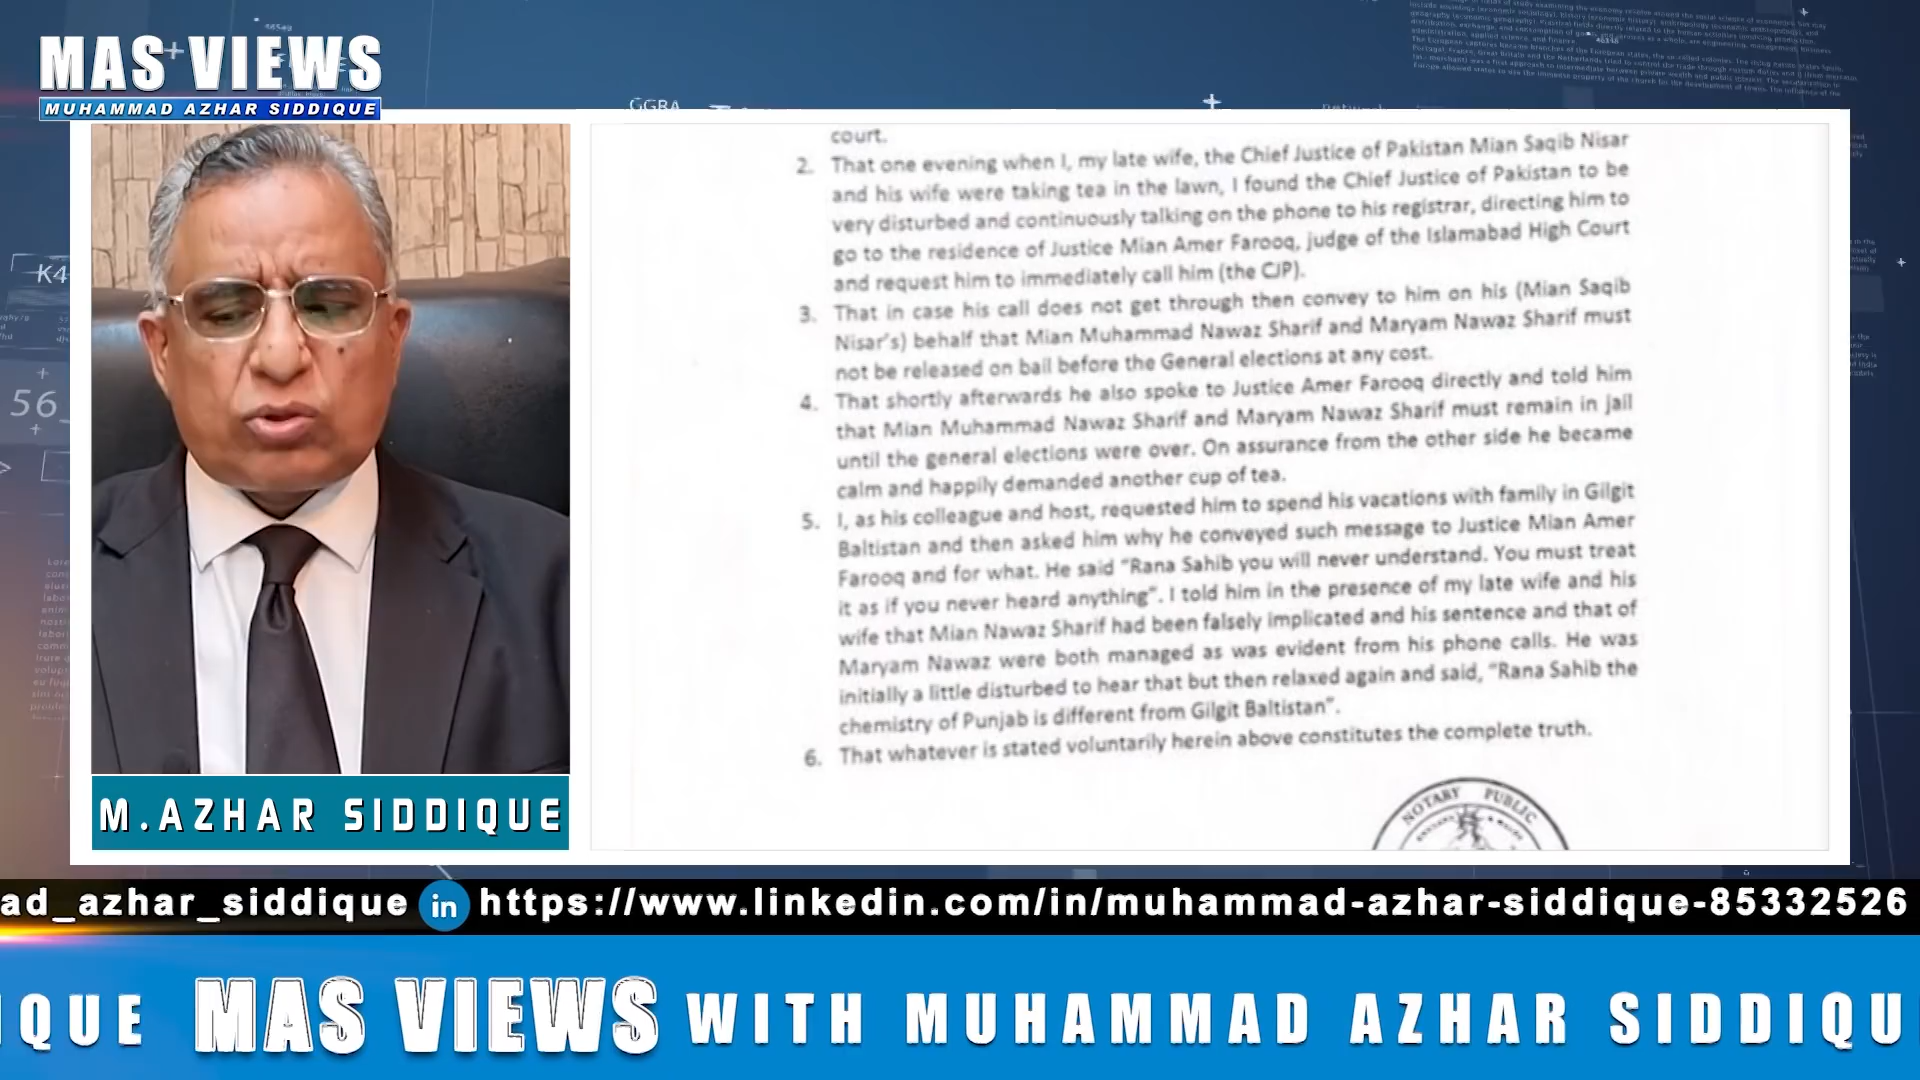 MAS VIEWS
MUHAMMAD AZHAR SIDDIQUE
GGBA
K4
56
court.
2. That one evening when I, my late wife, the Chief Justice of Pakistan Mian Saqib Nisar
and his wife were taking tea in the lawn, I found the Chief Justice of Pakistan to be
very disturbed and continuously talking on the phone to his registrar, directing him to
go to the residence of Justice Mian Amer Farooq, judge of the Islamabad High Court
and request him to immediately call him (the CJP).
3. That in case his call does not get through then convey to him on his (Mian Saqib
Nisar's) behalf that Mian Muhammad Nawaz Sharif and Maryam Nawaz Sharif must
not be released on bail before the General elections at any cost.
4. That shortly afterwards he also spoke to Justice Amer Farooq directly and told him
that Mian Muhammad Nawaz Sharif and Maryam Nawaz Sharif must remain in jail
until the general elections were over. On assurance from the other side he became
calm and happily demanded another cup of tea.
5. I, as his colleague and host, requested him to spend his vacations with family in Gilgit
Baltistan and then asked him why he conveyed such message to Justice Mian Amer
Farooq and for what. He said "Rana Sahib you will never understand. You must treat
it as if you never heard anything". I told him in the presence of my late wife and his
wife that Mian Nawaz Sharif had been falsely implicated and his sentence and that of
Maryam Nawaz were both managed as was evident from his phone calls. He was
initially a little disturbed to hear that but then relaxed again and said, "Rana Sahib the
chemistry of Punjab is different from Gilgit Baltistan".
6. That whatever is stated voluntarily herein above constitutes the complete truth.
NOTARY PUBLIC
M.AZHAR SIDDIQUE
ad_azhar_siddique in https://www.linkedin.com/in/muhammad-azhar-siddique-85332526
IQUE MAS VIEWS WITH MUHAMMAD AZHAR SIDDIQU